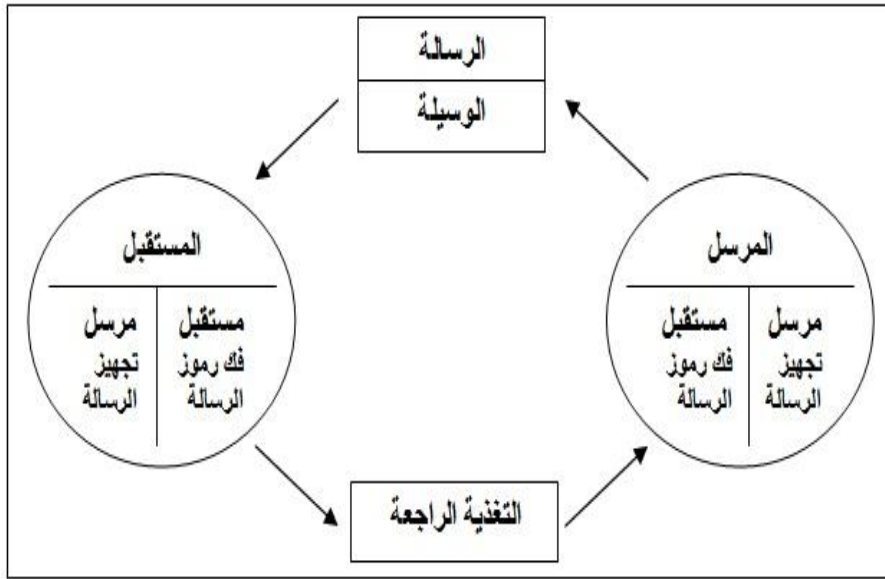 الرسالة
الوسيلة
المرسل
مرسل
تجهيز
الرسالة
مستقبل
فك رموز
الرسالة
المستقبل
مستقبل
فك رموز
الرسالة
مرسل
تجهيز
الرسالة
التغذية الراجعة